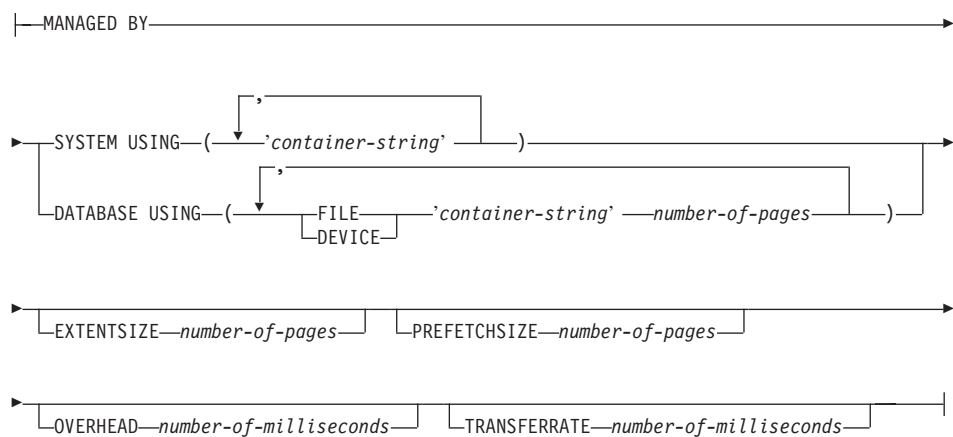 MANAGED BY
,
SYSTEM USING ( 'container-string' )
,
DATABASE USING ( FILE 'container-string' number-of-pages )
DEVICE
EXTENTSIZE number-of-pages PREFETCHSIZE number-of-pages
OVERHEAD number-of-milliseconds TRANSFERRATE number-of-milliseconds